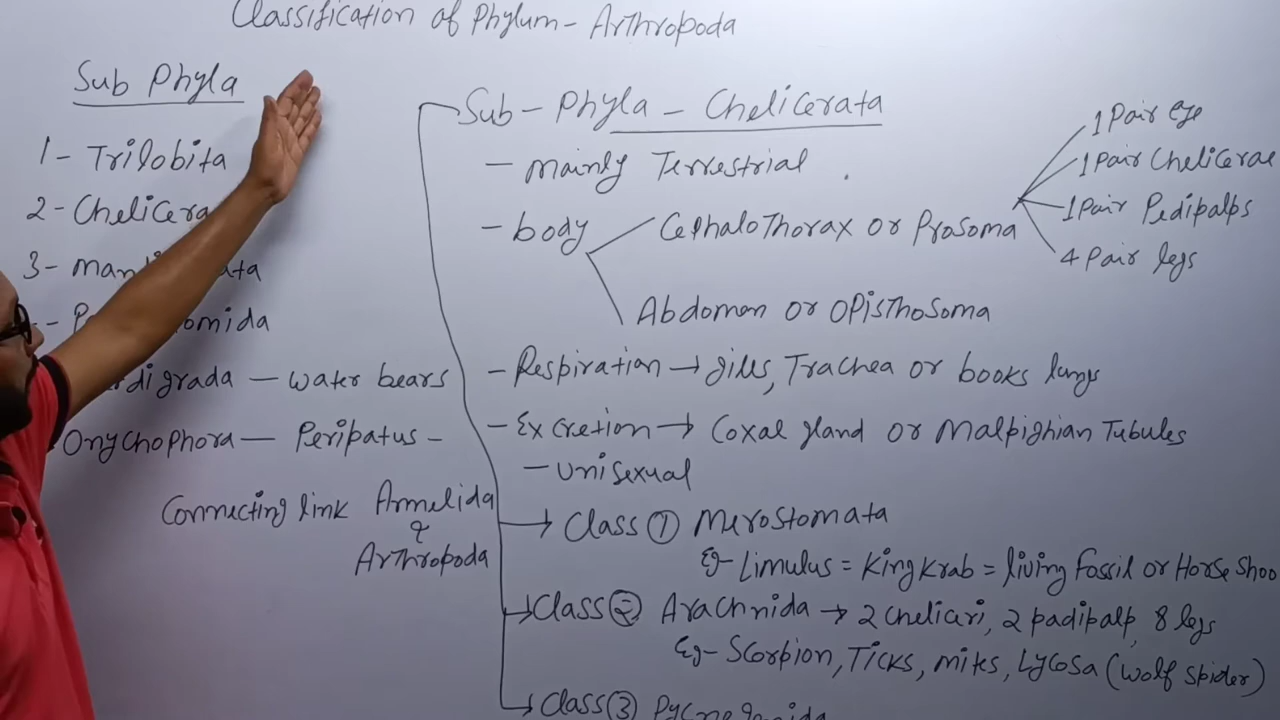 Classification of Phylum - Arthropoda
Sub Phyla
1 - Trilobita
2 - Chelicera
3 - man
ata
omida
digrada - water bears
Onychophora - Peripatus -
Connecting link Annelida
&
Arthropoda
Sub - Phyla - Chelicerata
- mainly Terrestrial
- body
Cephalothorax or Prosoma
1 Pair eye
1 Pair Chelicerae
1 Pair Pedipalps
4 Pair legs
Abdoman or Opisthosoma
- Respiration → gills, Trachea or books lungs
- Excretion → Coxal gland or Malpighian Tubules
- Unisexual
→ Class ① Merostomata
Eg- Limulus = King Krab = living Fossil or Horse Shoo
→ Class ② Arachnida → 2 cheliceri, 2 padipalp, 8 legs
Eg- Scorpion, Ticks, mites, Lycosa (wolf spider)
→ Class ③